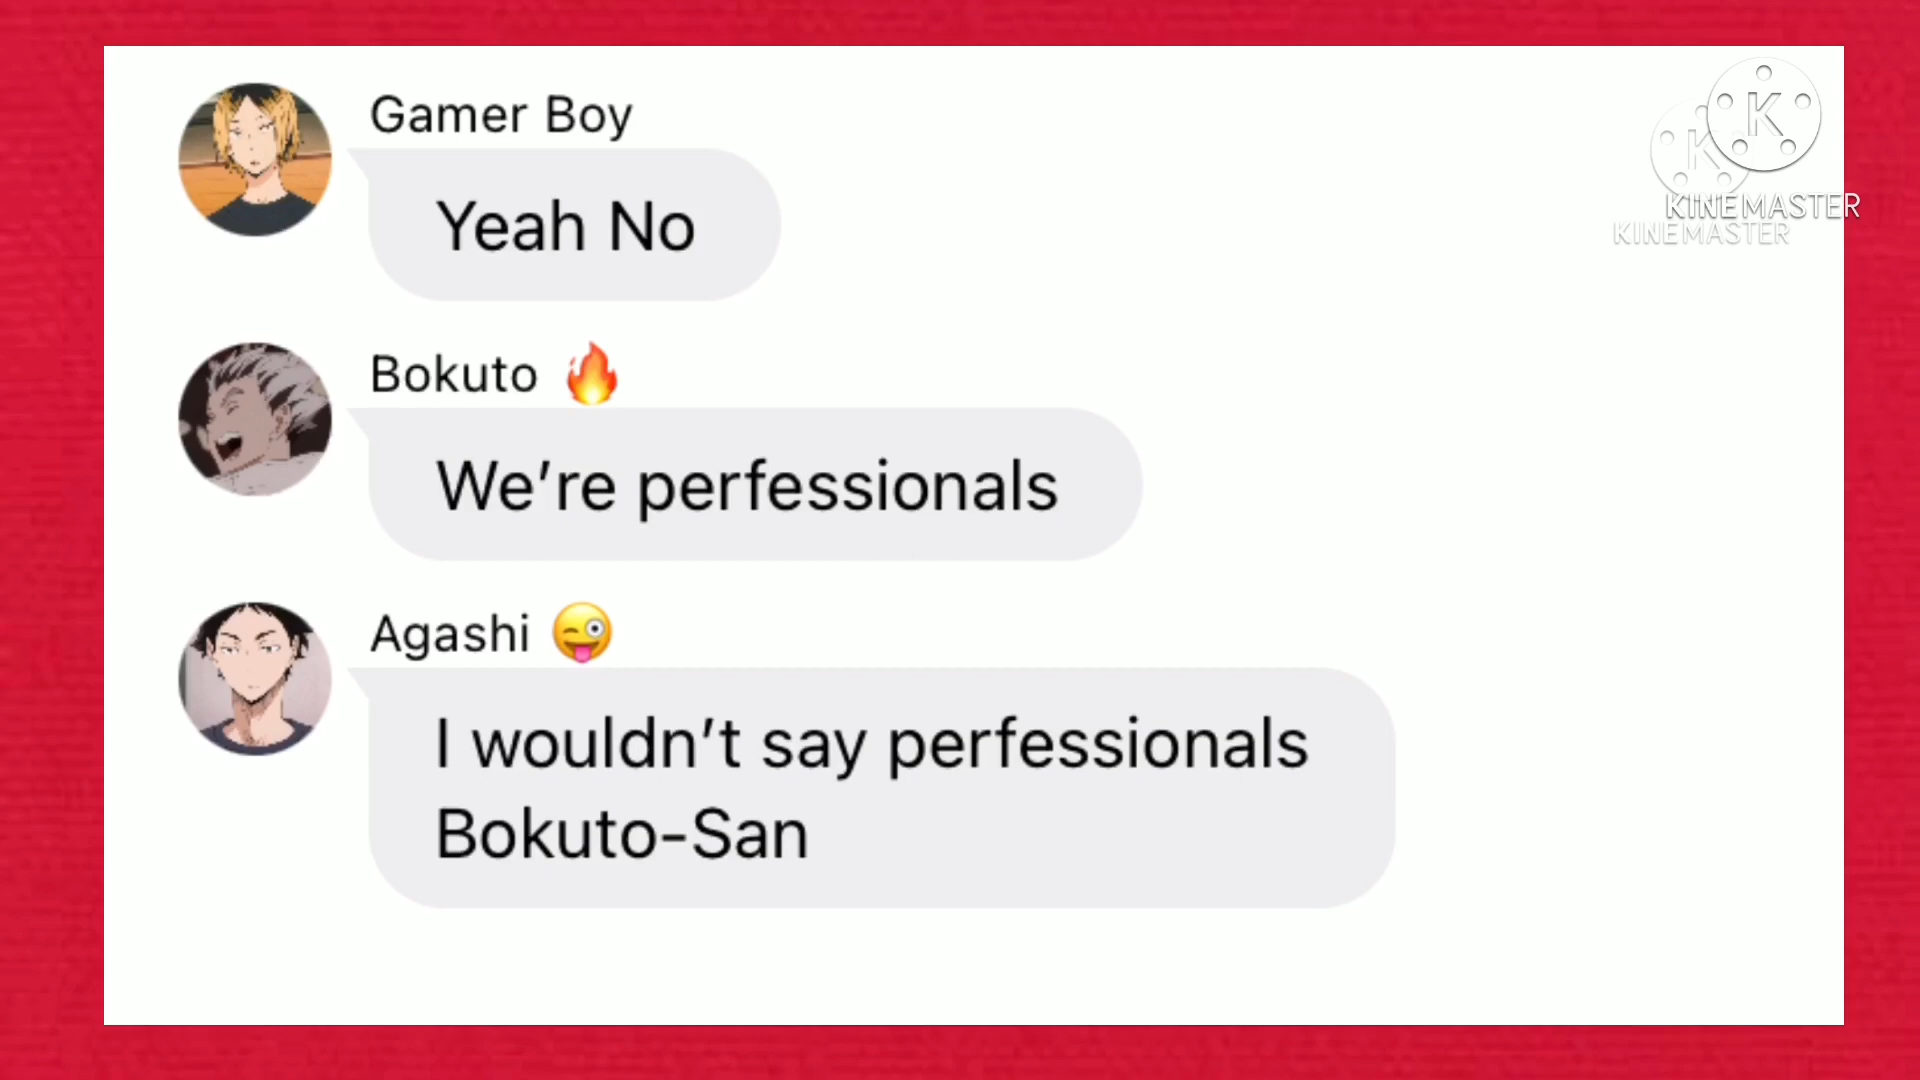 Gamer Boy
Yeah No
Bokuto 🔥
We're perfessionals
Agashi 😜
I wouldn't say perfessionals
Bokuto-San
K
KINEMASTER
K
KINEMASTER